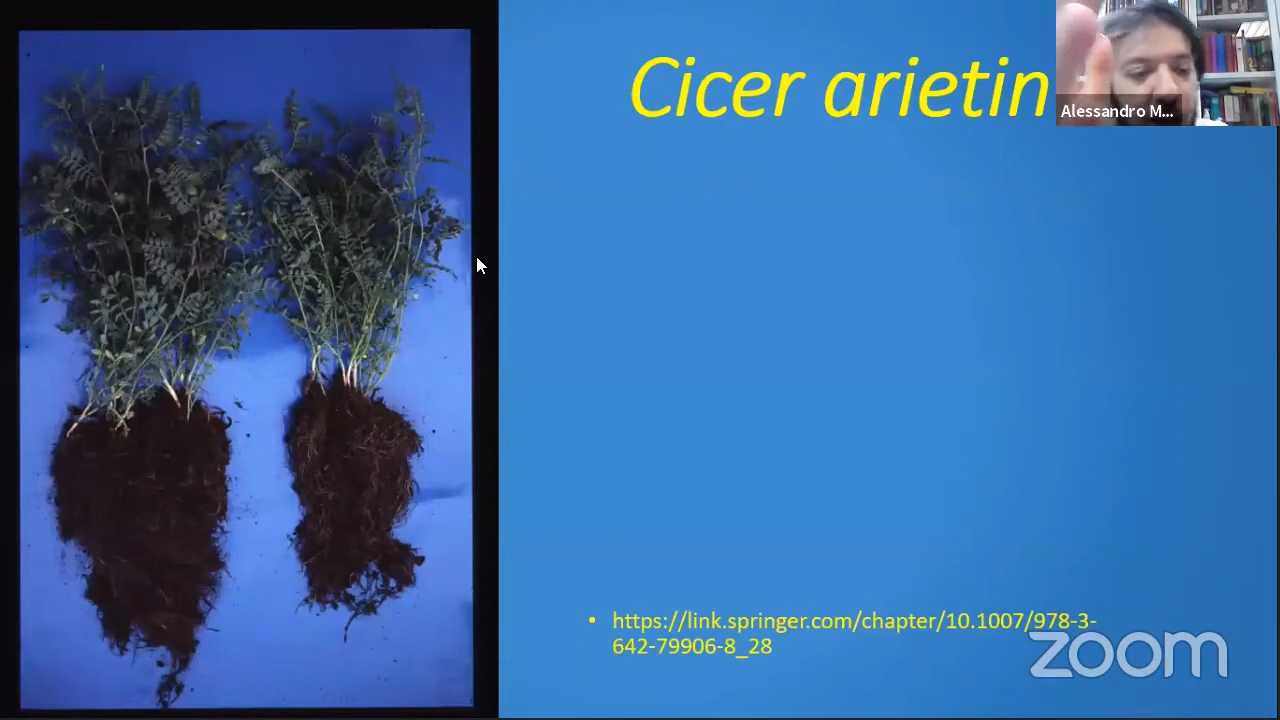 Cicer arietin
Alessandro M...
• https://link.springer.com/chapter/10.1007/978-3-
642-79906-8_28
zoom